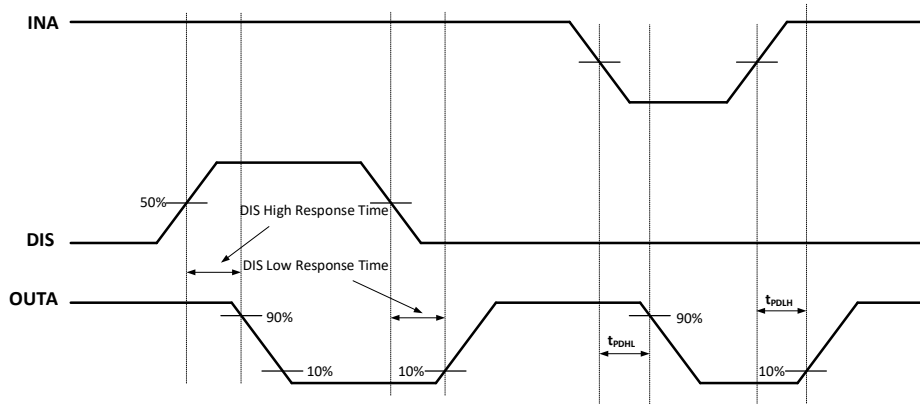 INA
50%
DIS High Response Time
DIS
DIS Low Response Time
OUTA
90%
90%
tPDHL
tPDLH
10%
10%
10%